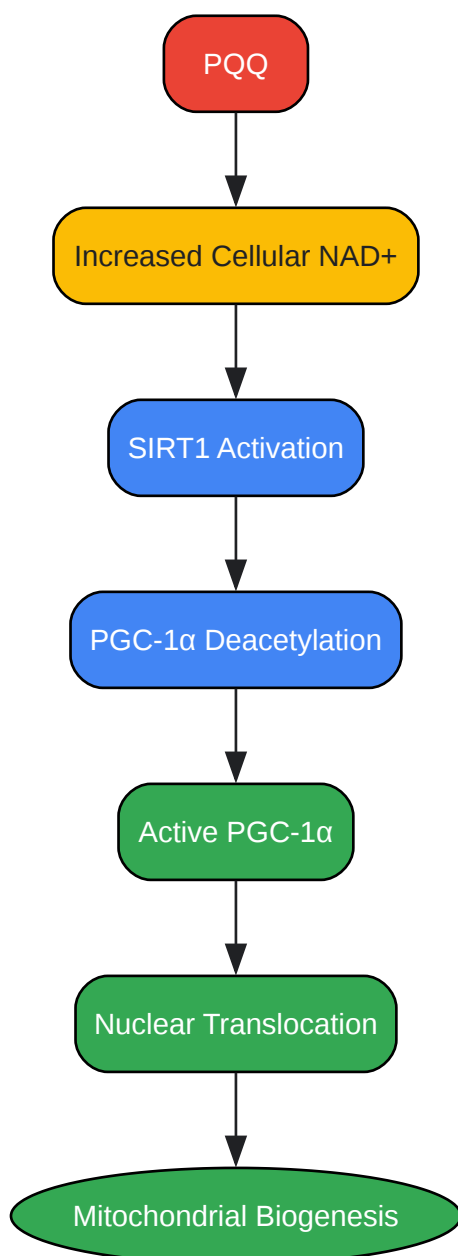 PQQ
Increased Cellular NAD+
SIRT1 Activation
PGC-1α Deacetylation
Active PGC-1α
Nuclear Translocation
Mitochondrial Biogenesis